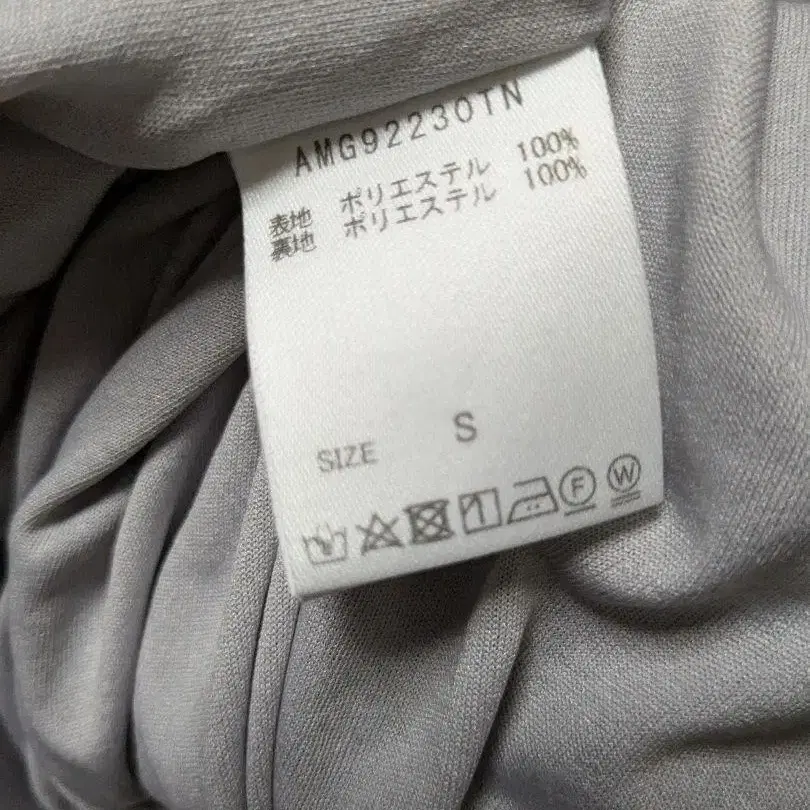 AMG92230TN
表地 ポリエステル 100%
裏地 ポリエステル 100%
SIZE S
F W